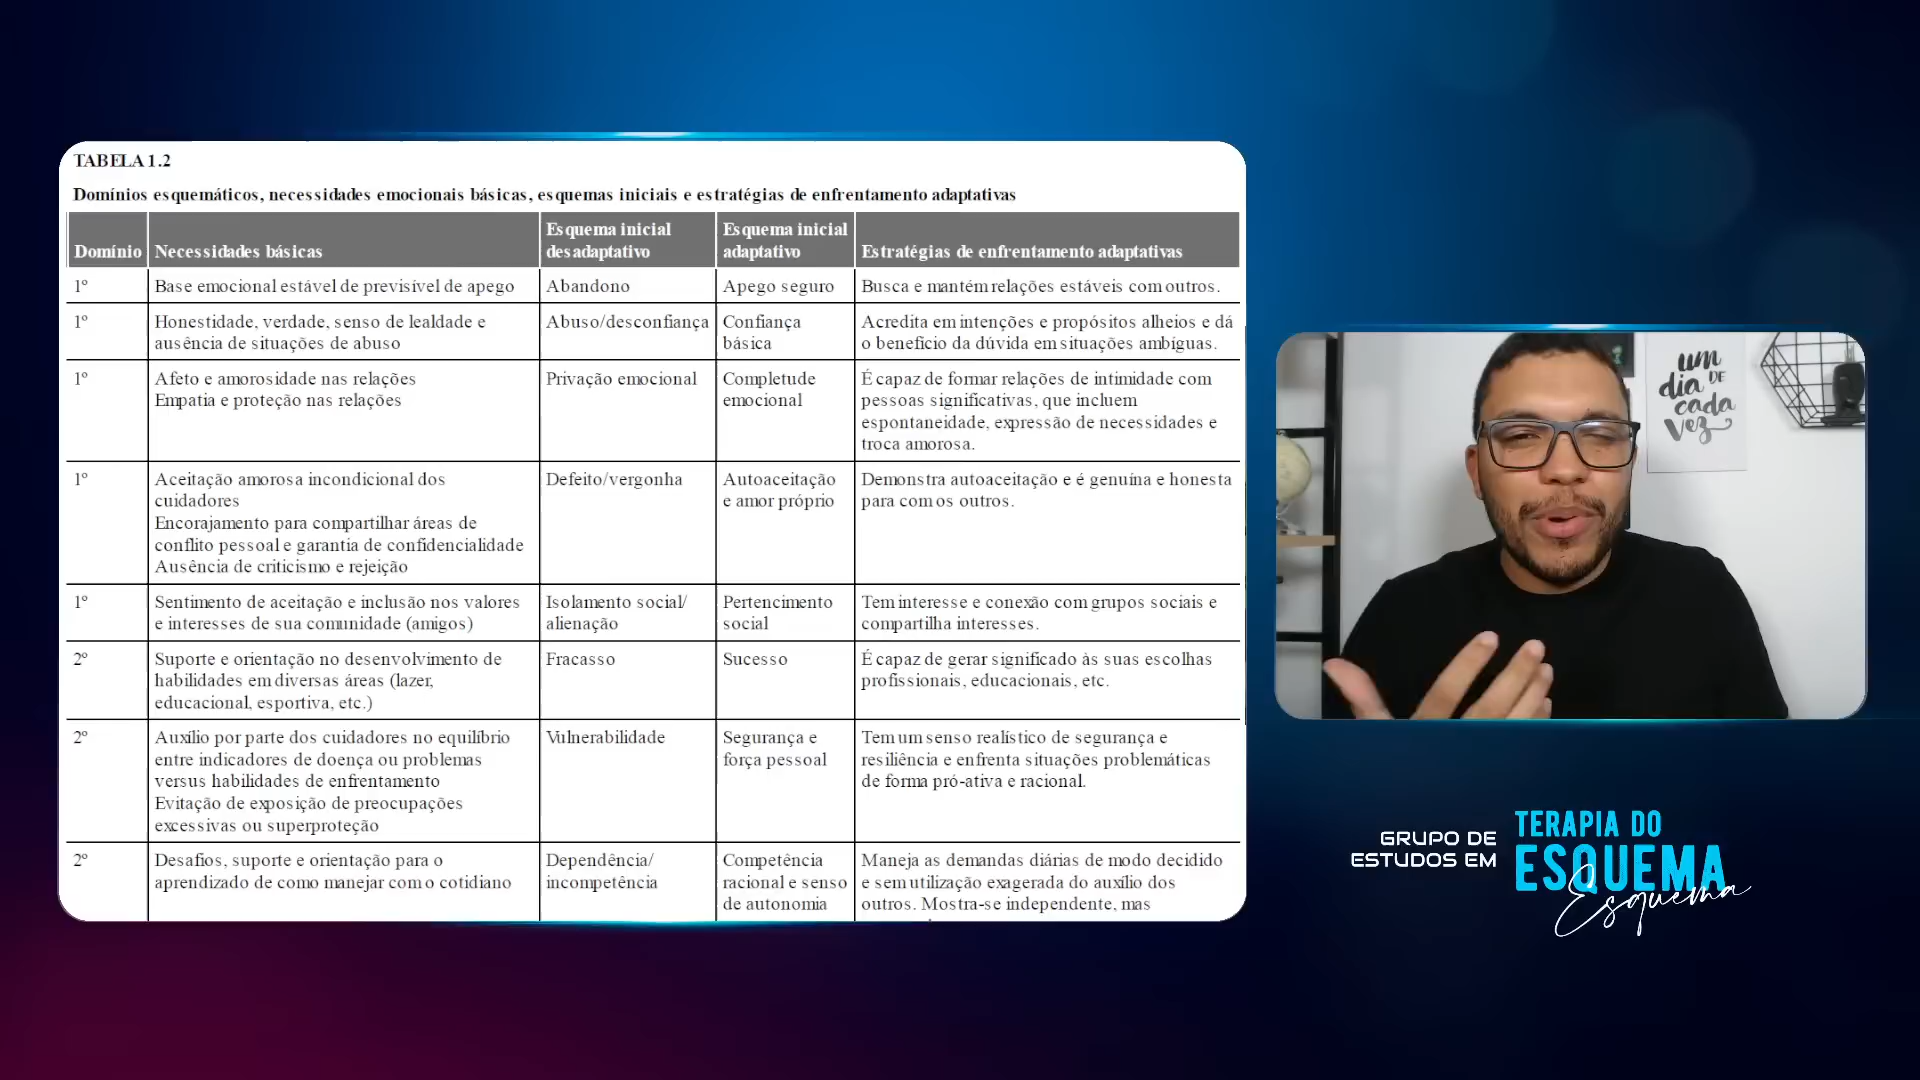 TABELA 1.2
Domínios esquemáticos, necessidades emocionais básicas, esquemas iniciais e estratégias de enfrentamento adaptativas
Domínio
Necessidades básicas
Esquema inicial
desadaptativo
Esquema inicial
adaptativo
Estratégias de enfrentamento adaptativas
1º
Base emocional estável de previsível de apego
Abandono
Apego seguro
Busca e mantém relações estáveis com outros.
1º
Honestidade, verdade, senso de lealdade e
ausência de situações de abuso
Abuso/desconfiança
Confiança
básica
Acredita em intenções e propósitos alheios e dá
o benefício da dúvida em situações ambíguas.
1º
Afeto e amorosidade nas relações
Empatia e proteção nas relações
Privação emocional
Completude
emocional
É capaz de formar relações de intimidade com
pessoas significativas, que incluem
espontaneidade, expressão de necessidades e
troca amorosa.
1º
Aceitação amorosa incondicional dos
cuidadores
Encorajamento para compartilhar áreas de
conflito pessoal e garantia de confidencialidade
Ausência de criticismo e rejeição
Defeito/vergonha
Autoaceitação
e amor próprio
Demonstra autoaceitação e é genuína e honesta
para com os outros.
1º
Sentimento de aceitação e inclusão nos valores
e interesses de sua comunidade (amigos)
Isolamento social/
alienação
Pertencimento
social
Tem interesse e conexão com grupos sociais e
compartilha interesses.
2º
Suporte e orientação no desenvolvimento de
habilidades em diversas áreas (lazer,
educacional, esportiva, etc.)
Fracasso
Sucesso
É capaz de gerar significado às suas escolhas
profissionais, educacionais, etc.
2º
Auxílio por parte dos cuidadores no equilíbrio
entre indicadores de doença ou problemas
versus habilidades de enfrentamento
Evitação de exposição de preocupações
excessivas ou superproteção
Vulnerabilidade
Segurança e
força pessoal
Tem um senso realístico de segurança e
resiliência e enfrenta situações problemáticas
de forma pró-ativa e racional.
2º
Desafios, suporte e orientação para o
aprendizado de como manejar com o cotidiano
Dependência/
incompetência
Competência
racional e senso
de autonomia
Maneja as demandas diárias de modo decidido
e sem utilização exagerada do auxílio dos
outros. Mostra-se independente, mas
um
dia DE
cada
vez
GRUPO DE
ESTUDOS EM
TERAPIA DO
ESQUEMA
Esquema